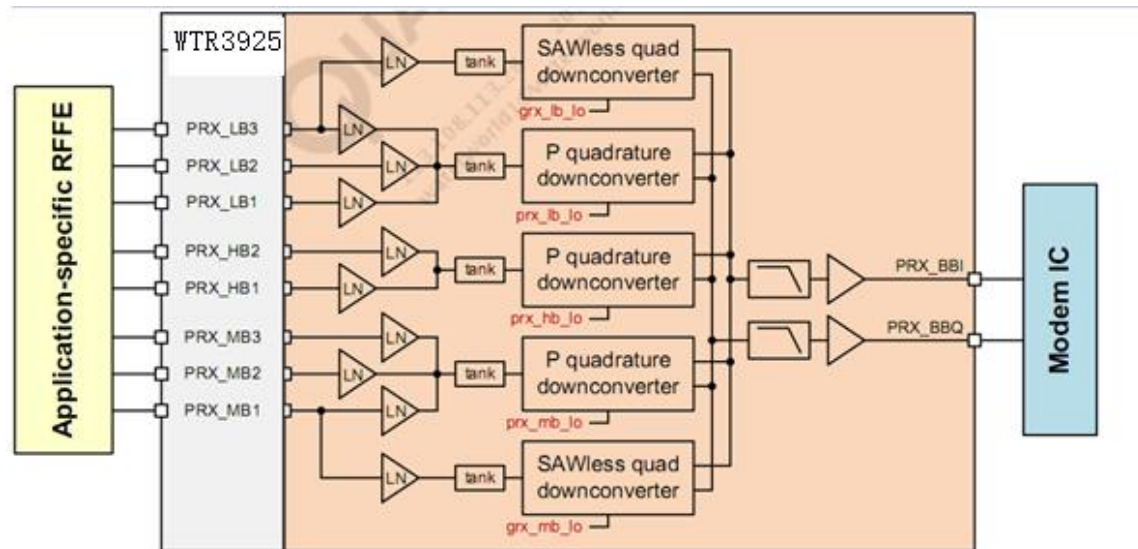 WTR3925
Application-specific RFFE
PRX_LB3
PRX_LB2
PRX_LB1
PRX_HB2
PRX_HB1
PRX_MB3
PRX_MB2
PRX_MB1
LN
tank
SAWless quad
downconverter
grx_lb_lo
LN
LN
LN
tank
P quadrature
downconverter
prx_lb_lo
LN
LN
tank
P quadrature
downconverter
prx_hb_lo
LN
LN
tank
P quadrature
downconverter
prx_mb_lo
LN
tank
SAWless quad
downconverter
grx_mb_lo
PRX_BBI
PRX_BBQ
Modem IC